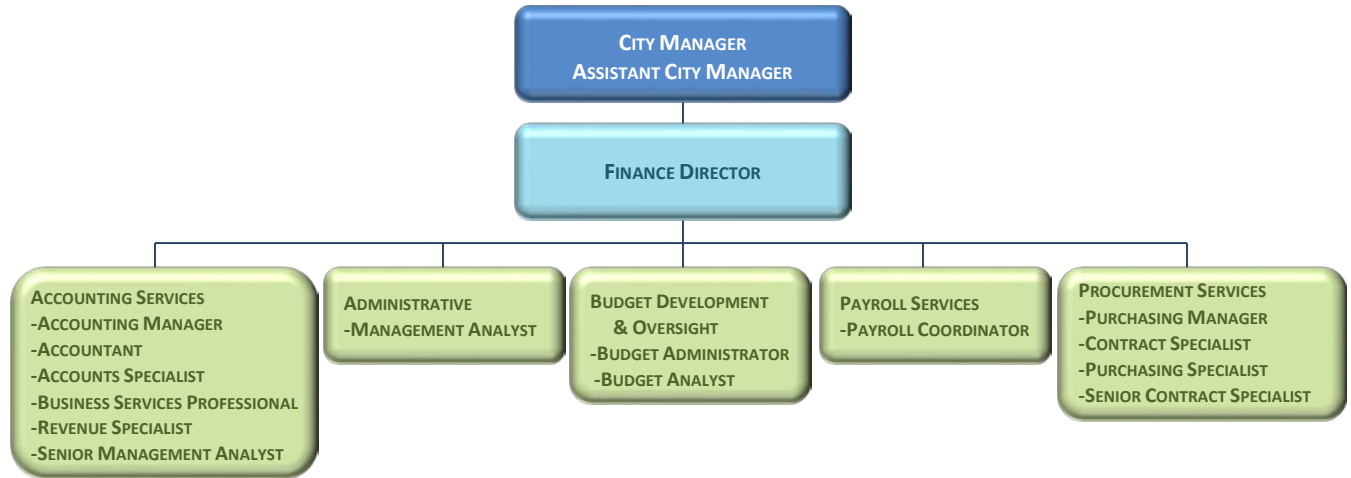 CITY MANAGER
ASSISTANT CITY MANAGER
FINANCE DIRECTOR
ACCOUNTING SERVICES
-ACCOUNTING MANAGER
-ACCOUNTANT
-ACCOUNTS SPECIALIST
-BUSINESS SERVICES PROFESSIONAL
-REVENUE SPECIALIST
-SENIOR MANAGEMENT ANALYST
ADMINISTRATIVE
-MANAGEMENT ANALYST
BUDGET DEVELOPMENT
& OVERSIGHT
-BUDGET ADMINISTRATOR
-BUDGET ANALYST
PAYROLL SERVICES
-PAYROLL COORDINATOR
PROCUREMENT SERVICES
-PURCHASING MANAGER
-CONTRACT SPECIALIST
-PURCHASING SPECIALIST
-SENIOR CONTRACT SPECIALIST